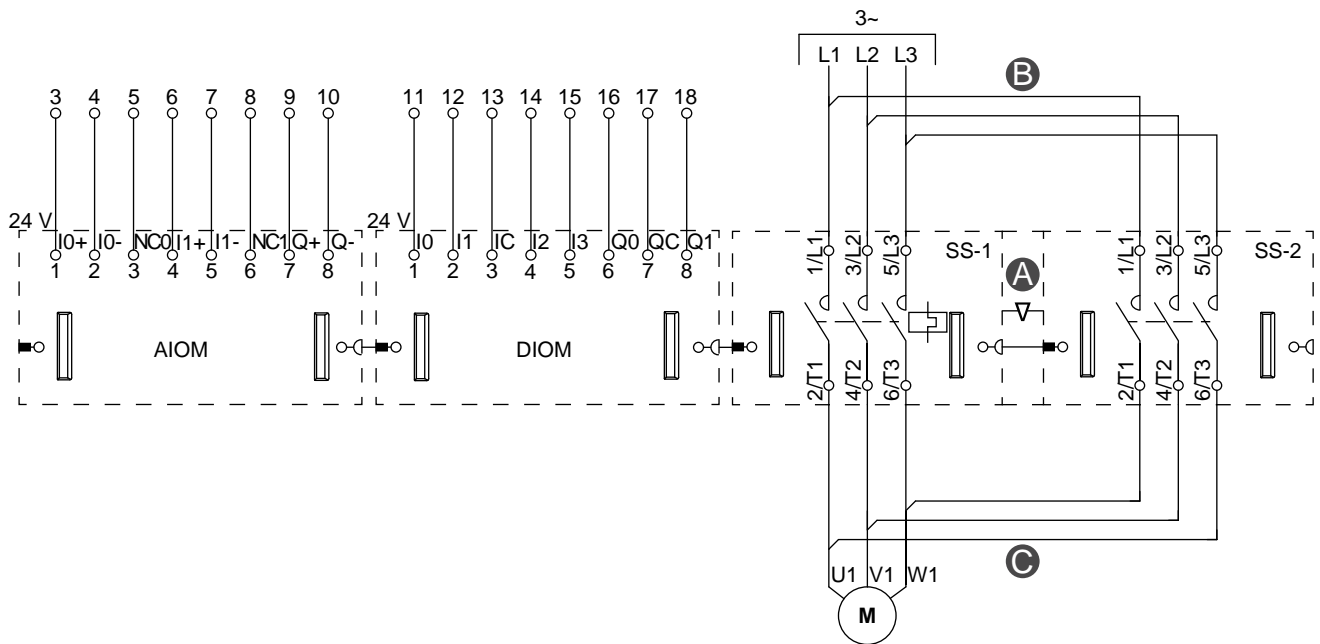 3~
L1 L2 L3
B
3 4 5 6 7 8 9 10 11 12 13 14 15 16 17 18
24 V I0+ I0- NC0 I1+ I1- NC1 Q+ Q- 24 V I0 I1 IC I2 I3 Q0 QC Q1
1 2 3 4 5 6 7 8 1 2 3 4 5 6 7 8
1/L1 3/L2 5/L3 SS-1 A 1/L1 3/L2 5/L3 SS-2
AIOM DIOM
2/T1 4/T2 6/T3 2/T1 4/T2 6/T3
C
U1 V1 W1
M